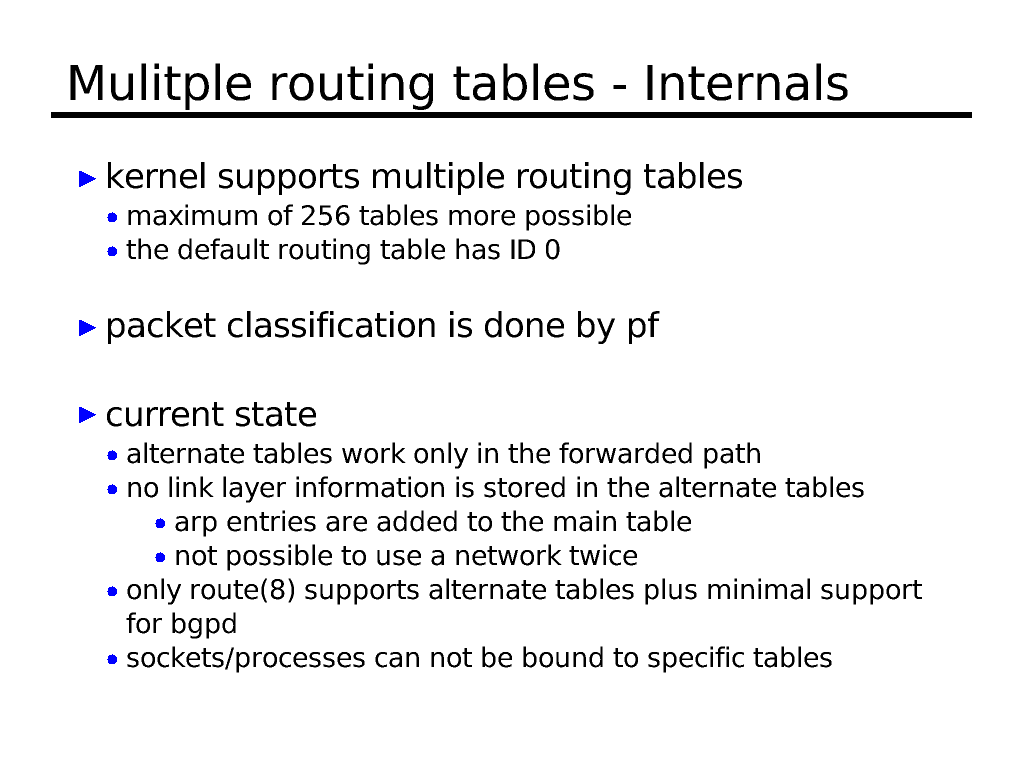 Mulitple routing tables - Internals
kernel supports multiple routing tables
maximum of 256 tables more possible
the default routing table has ID 0
packet classification is done by pf
current state
alternate tables work only in the forwarded path
no link layer information is stored in the alternate tables
arp entries are added to the main table
not possible to use a network twice
only route(8) supports alternate tables plus minimal support
for bgpd
sockets/processes can not be bound to specific tables